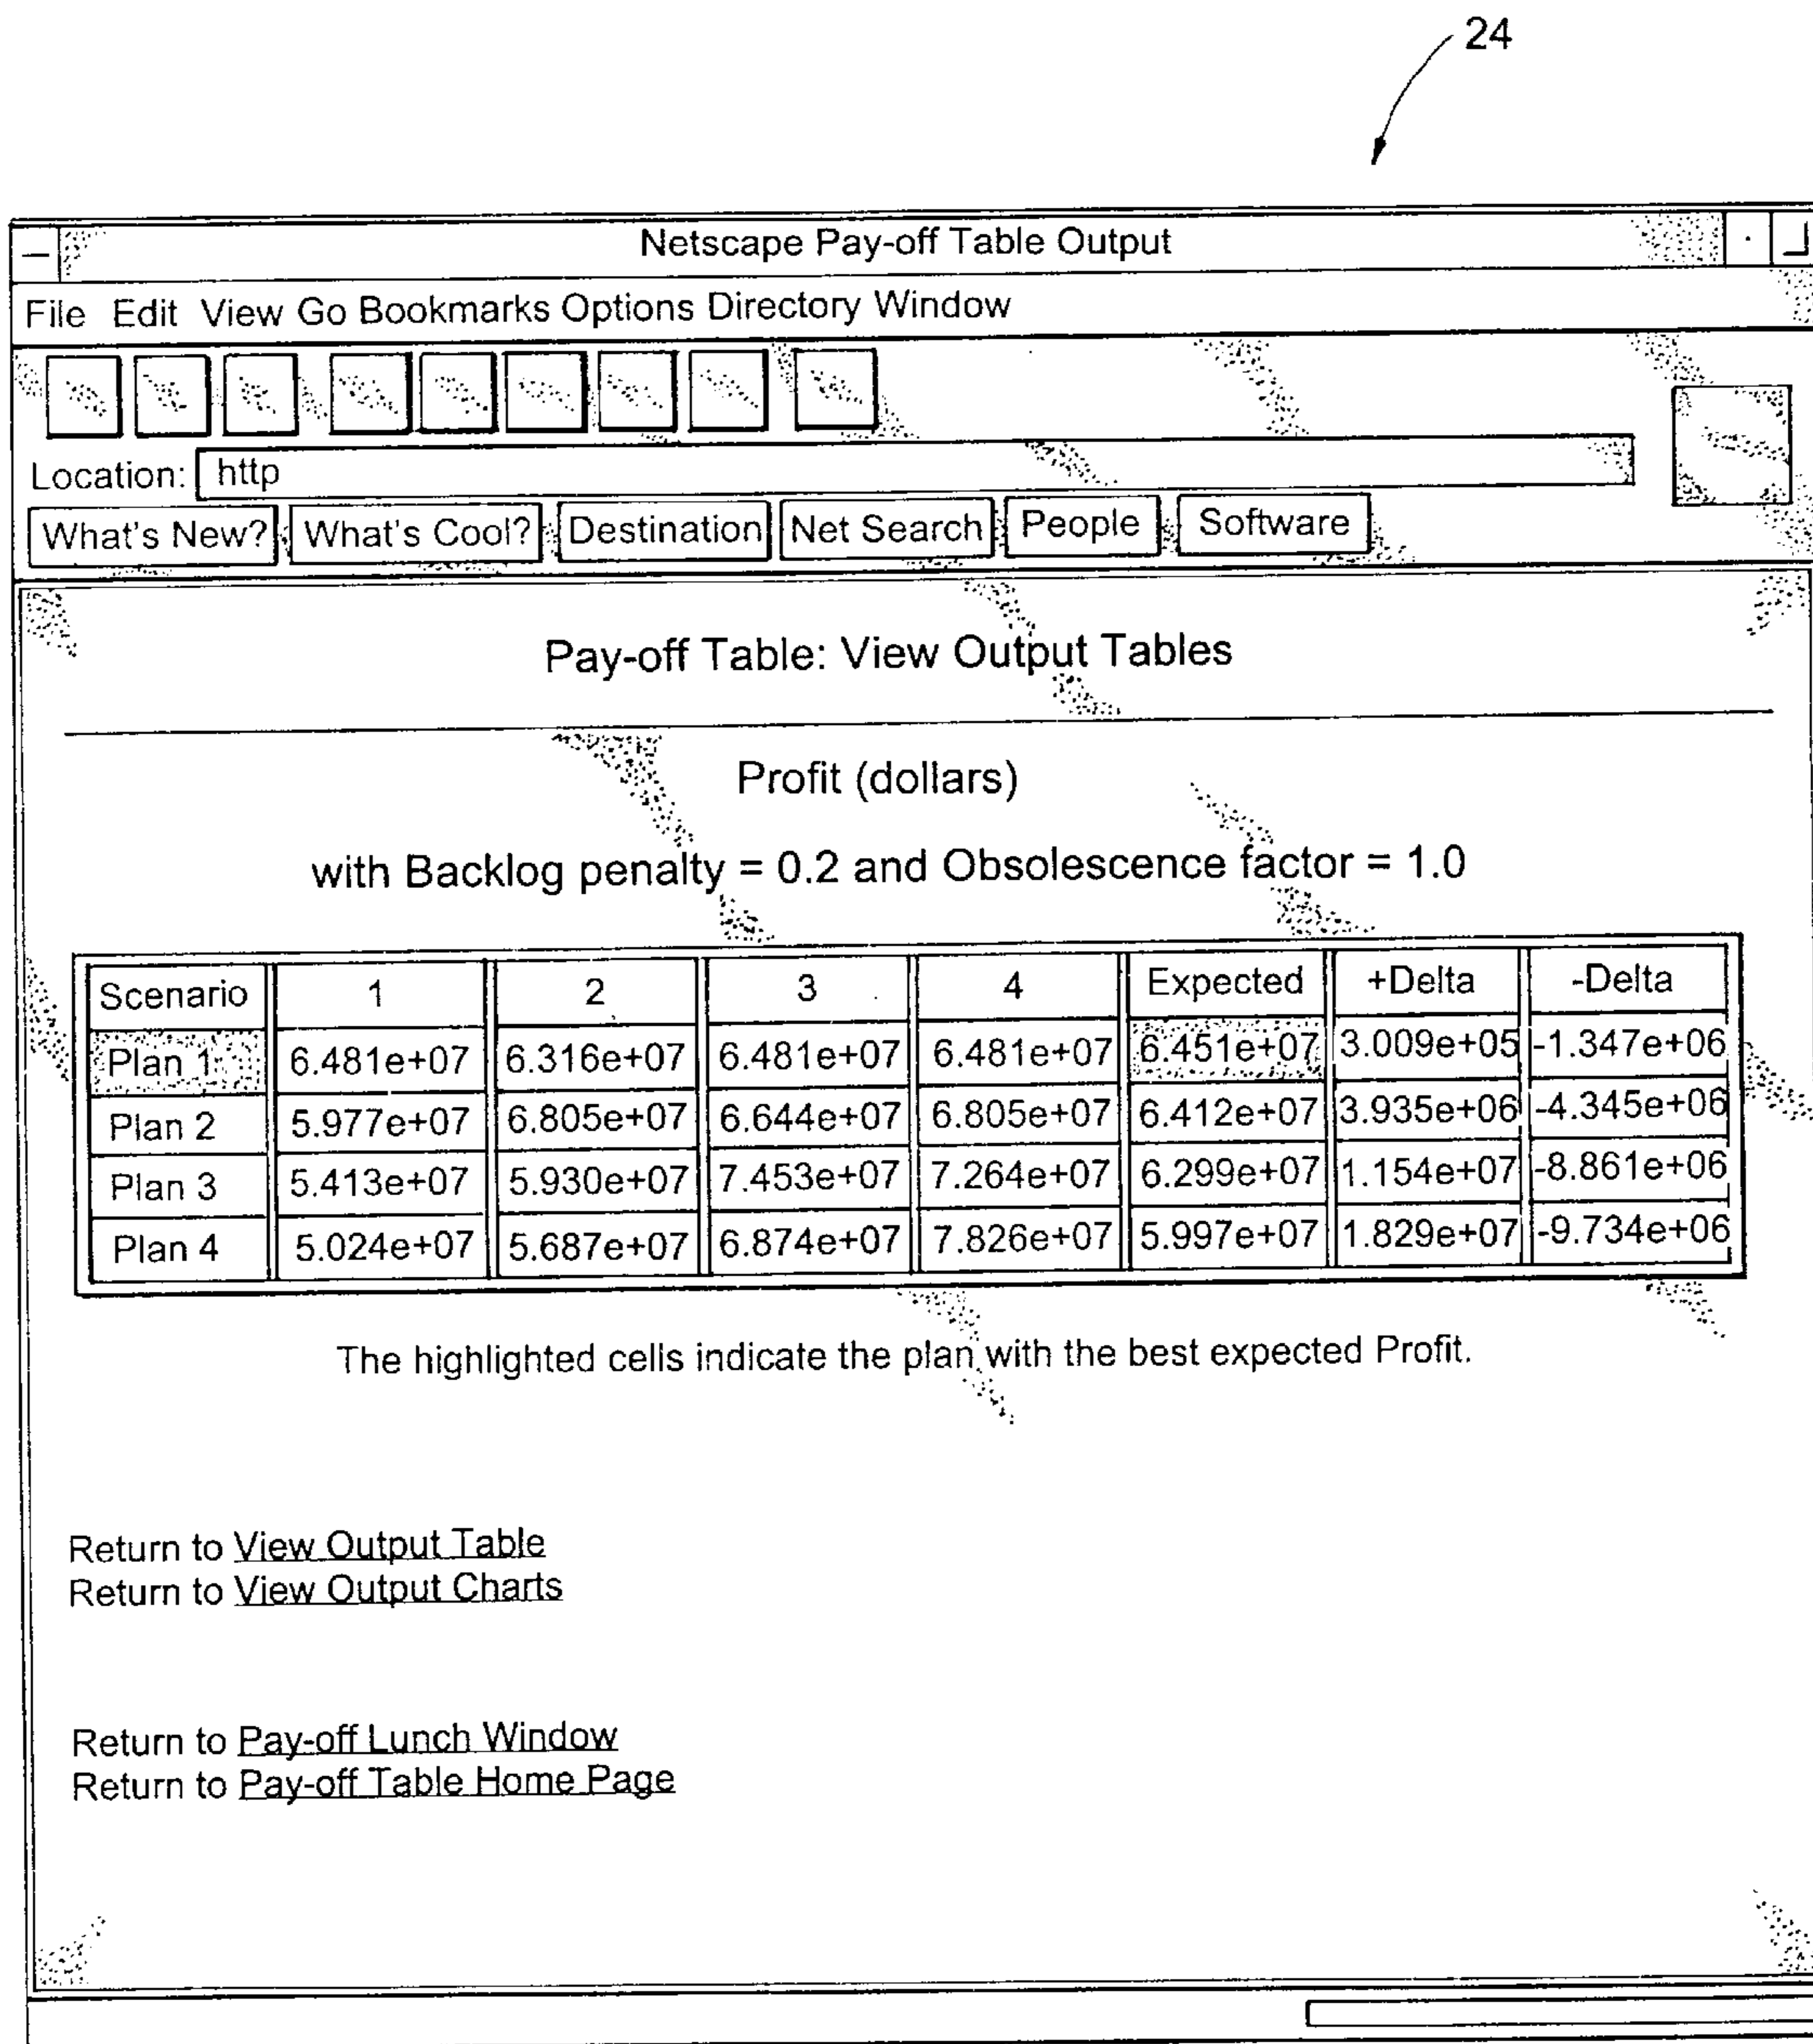 24
Netscape Pay-off Table Output
File Edit View Go Bookmarks Options Directory Window
Location: http
What's New? What's Cool? Destination Net Search People Software
Pay-off Table: View Output Tables
Profit (dollars)
with Backlog penalty = 0.2 and Obsolescence factor = 1.0
Scenario 1 2 3 4 Expected +Delta -Delta
Plan 1 6.481e+07 6.316e+07 6.481e+07 6.481e+07 6.451e+07 3.009e+05 -1.347e+06
Plan 2 5.977e+07 6.805e+07 6.644e+07 6.805e+07 6.412e+07 3.935e+06 -4.345e+06
Plan 3 5.413e+07 5.930e+07 7.453e+07 7.264e+07 6.299e+07 1.154e+07 -8.861e+06
Plan 4 5.024e+07 5.687e+07 6.874e+07 7.826e+07 5.997e+07 1.829e+07 -9.734e+06
The highlighted cells indicate the plan with the best expected Profit.
Return to View Output Table
Return to View Output Charts
Return to Pay-off Lunch Window
Return to Pay-off Table Home Page